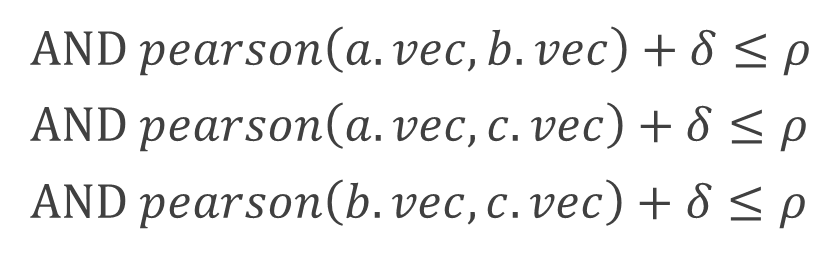 AND pearson(a.vec, b.vec) + δ ≤ ρ
AND pearson(a.vec, c.vec) + δ ≤ ρ
AND pearson(b.vec, c.vec) + δ ≤ ρ